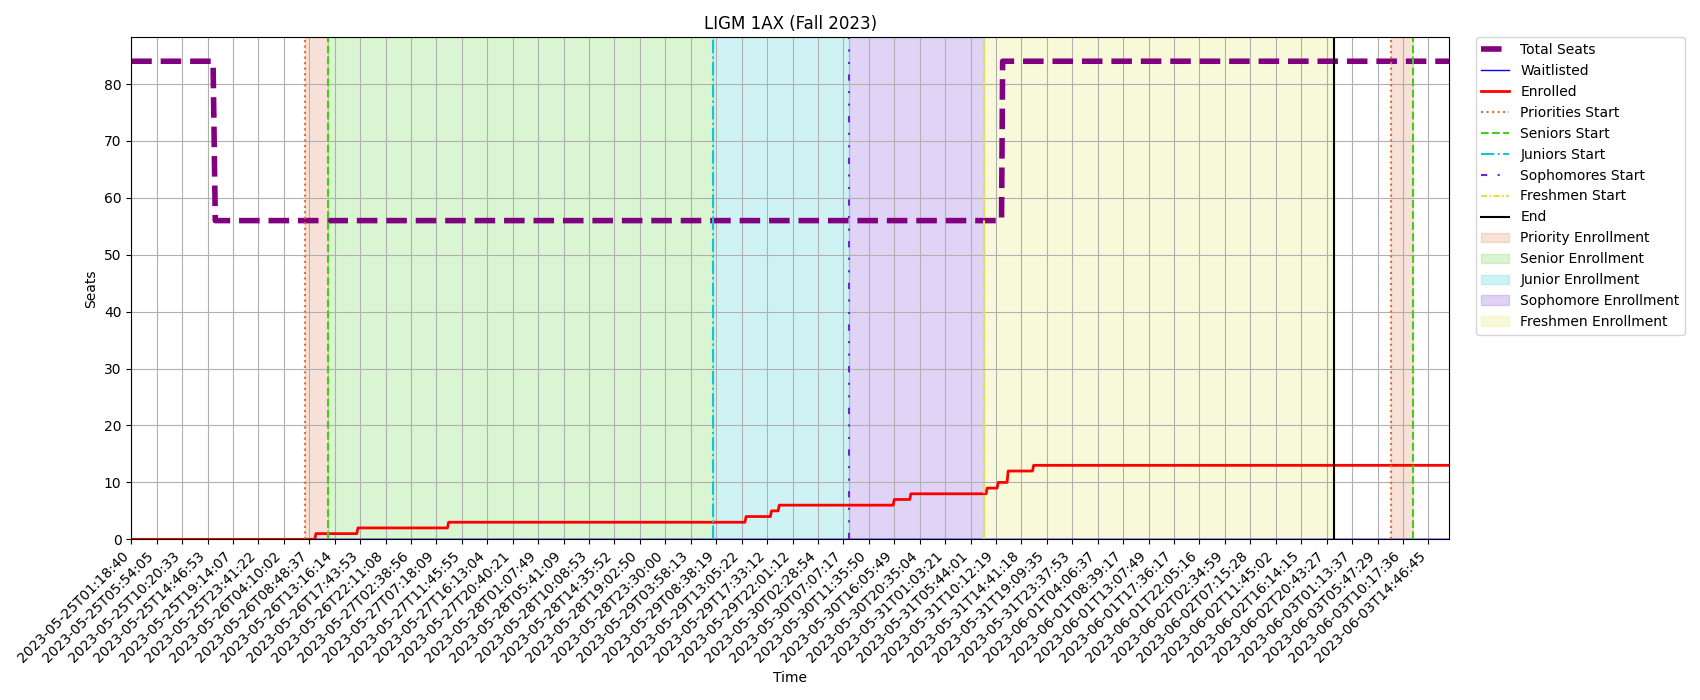 LIGM 1AX (Fall 2023)
Seats
80
70
60
50
40
30
20
10
0
2023-05-25T01:18:40
2023-05-25T05:54:05
2023-05-25T10:20:33
2023-05-25T14:46:53
2023-05-25T19:14:07
2023-05-25T23:41:22
2023-05-26T04:10:02
2023-05-26T08:48:37
2023-05-26T13:16:14
2023-05-26T17:43:53
2023-05-26T22:11:08
2023-05-27T02:38:56
2023-05-27T07:18:09
2023-05-27T11:45:55
2023-05-27T16:13:04
2023-05-27T20:40:21
2023-05-28T01:07:49
2023-05-28T05:41:09
2023-05-28T10:08:53
2023-05-28T14:35:52
2023-05-28T19:02:50
2023-05-28T23:30:00
2023-05-29T03:58:13
2023-05-29T08:38:19
2023-05-29T13:05:22
2023-05-29T17:33:12
2023-05-29T22:01:12
2023-05-30T02:28:54
2023-05-30T07:07:17
2023-05-30T11:35:50
2023-05-30T16:05:49
2023-05-30T20:35:04
2023-05-31T01:03:21
2023-05-31T05:44:01
2023-05-31T10:12:19
2023-05-31T14:41:18
2023-05-31T19:09:35
2023-05-31T23:37:53
2023-06-01T04:06:37
2023-06-01T08:39:17
2023-06-01T13:07:49
2023-06-01T17:36:17
2023-06-01T22:05:16
2023-06-02T02:34:59
2023-06-02T07:15:28
2023-06-02T11:45:02
2023-06-02T16:14:15
2023-06-02T20:43:27
2023-06-03T01:13:37
2023-06-03T05:47:29
2023-06-03T10:17:36
2023-06-03T14:46:45
Time
Total Seats
Waitlisted
Enrolled
Priorities Start
Seniors Start
Juniors Start
Sophomores Start
Freshmen Start
End
Priority Enrollment
Senior Enrollment
Junior Enrollment
Sophomore Enrollment
Freshmen Enrollment